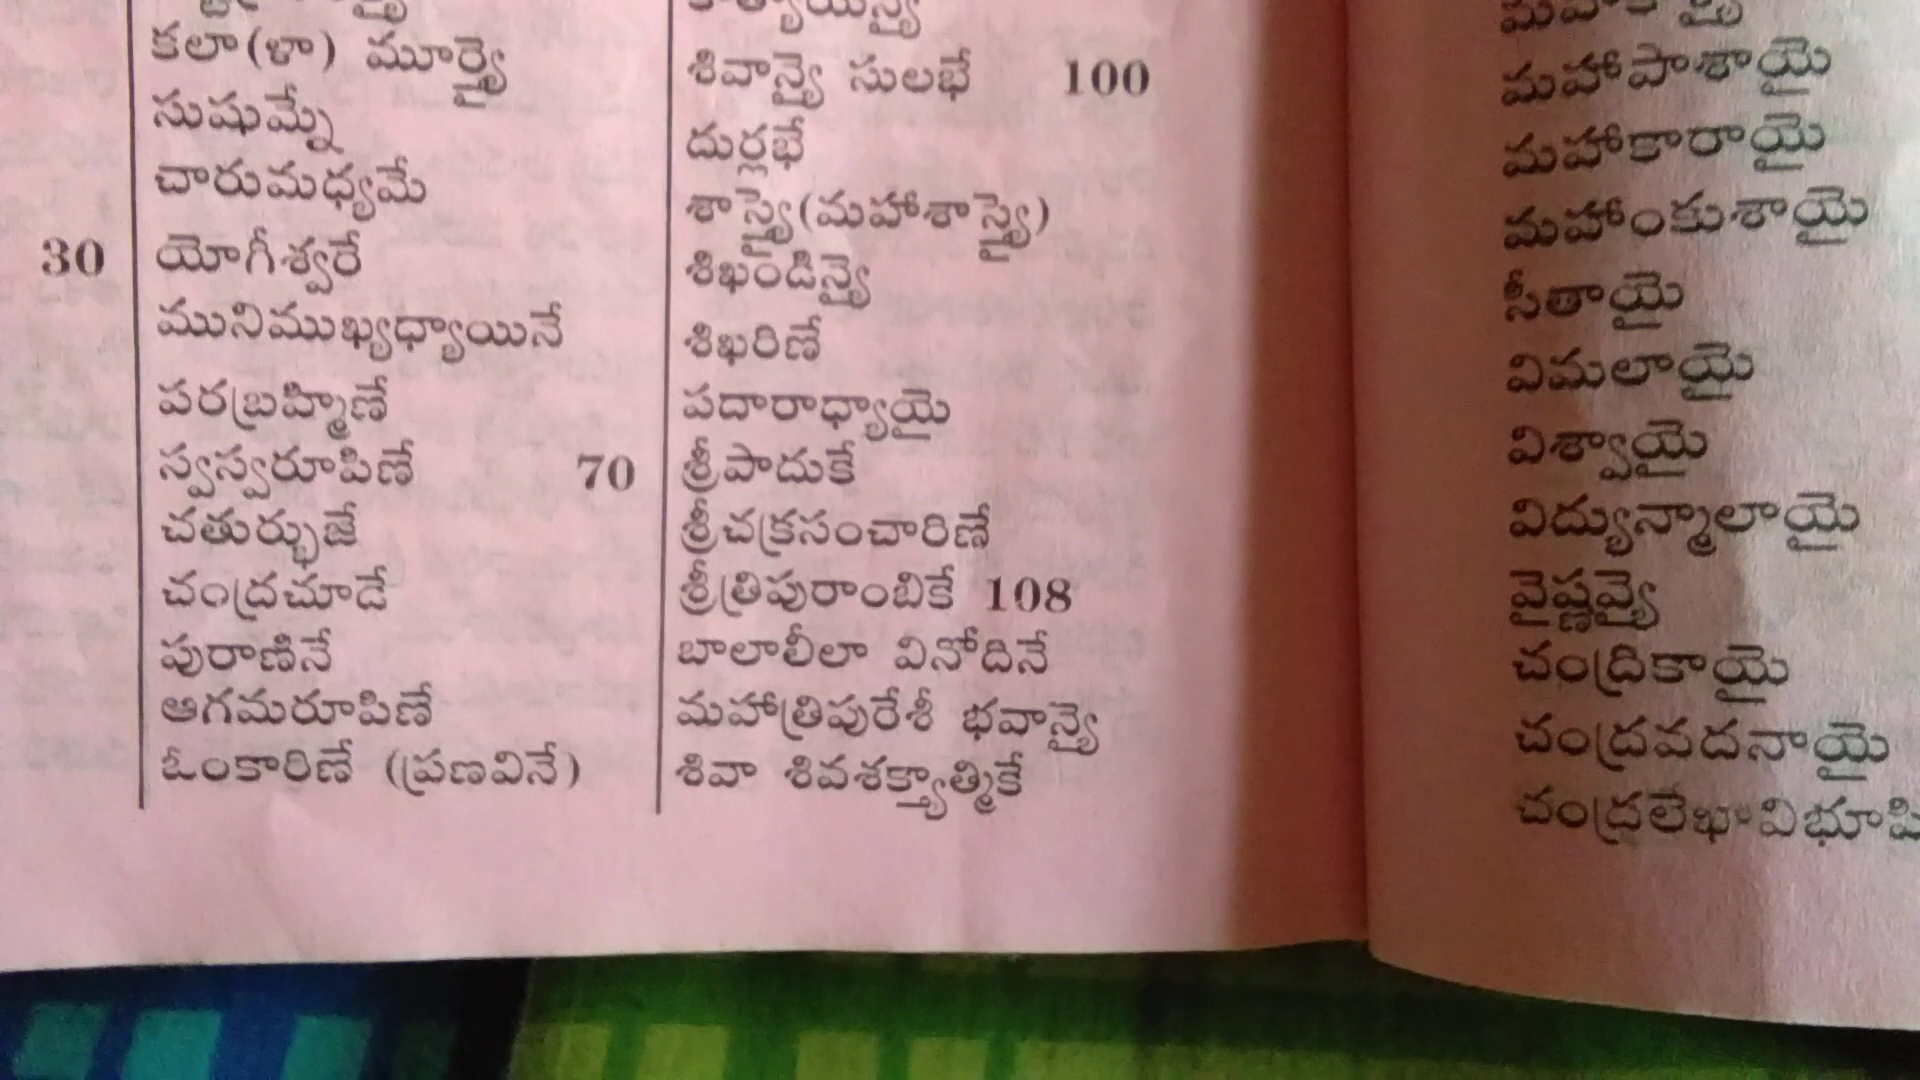 కలా(ళా) మూర్త్యై
సుషుమ్నే
చారుమధ్యమే
30 యోగీశ్వరే
మునిముఖ్యధ్యాయినే
పరబ్రహ్మిణే
స్వస్వరూపిణే
చతుర్భుజే
చంద్రచూడే
పురాణినే
ఆగమరూపిణే
ఓంకారిణే (ప్రణవినే)
శివాన్యై సులభే 100
దుర్లభే
శాస్త్ర్యై(మహాశాస్త్ర్యై)
శిఖండిన్యై
శిఖరిణే
పదారాధ్యాయై
70 శ్రీపాదుకే
శ్రీచక్రసంచారిణే
శ్రీత్రిపురాంబికే 108
బాలాలీలా వినోదినే
మహాత్రిపురేశీ భవాన్యై
శివా శివశక్త్యాత్మికే
మహాపాశాయై
మహాకారాయై
మహాంకుశాయై
సీతాయై
విమలాయై
విశ్వాయై
విద్యున్మాలాయై
వైష్ణవ్యై
చంద్రికాయై
చంద్రవదనాయై